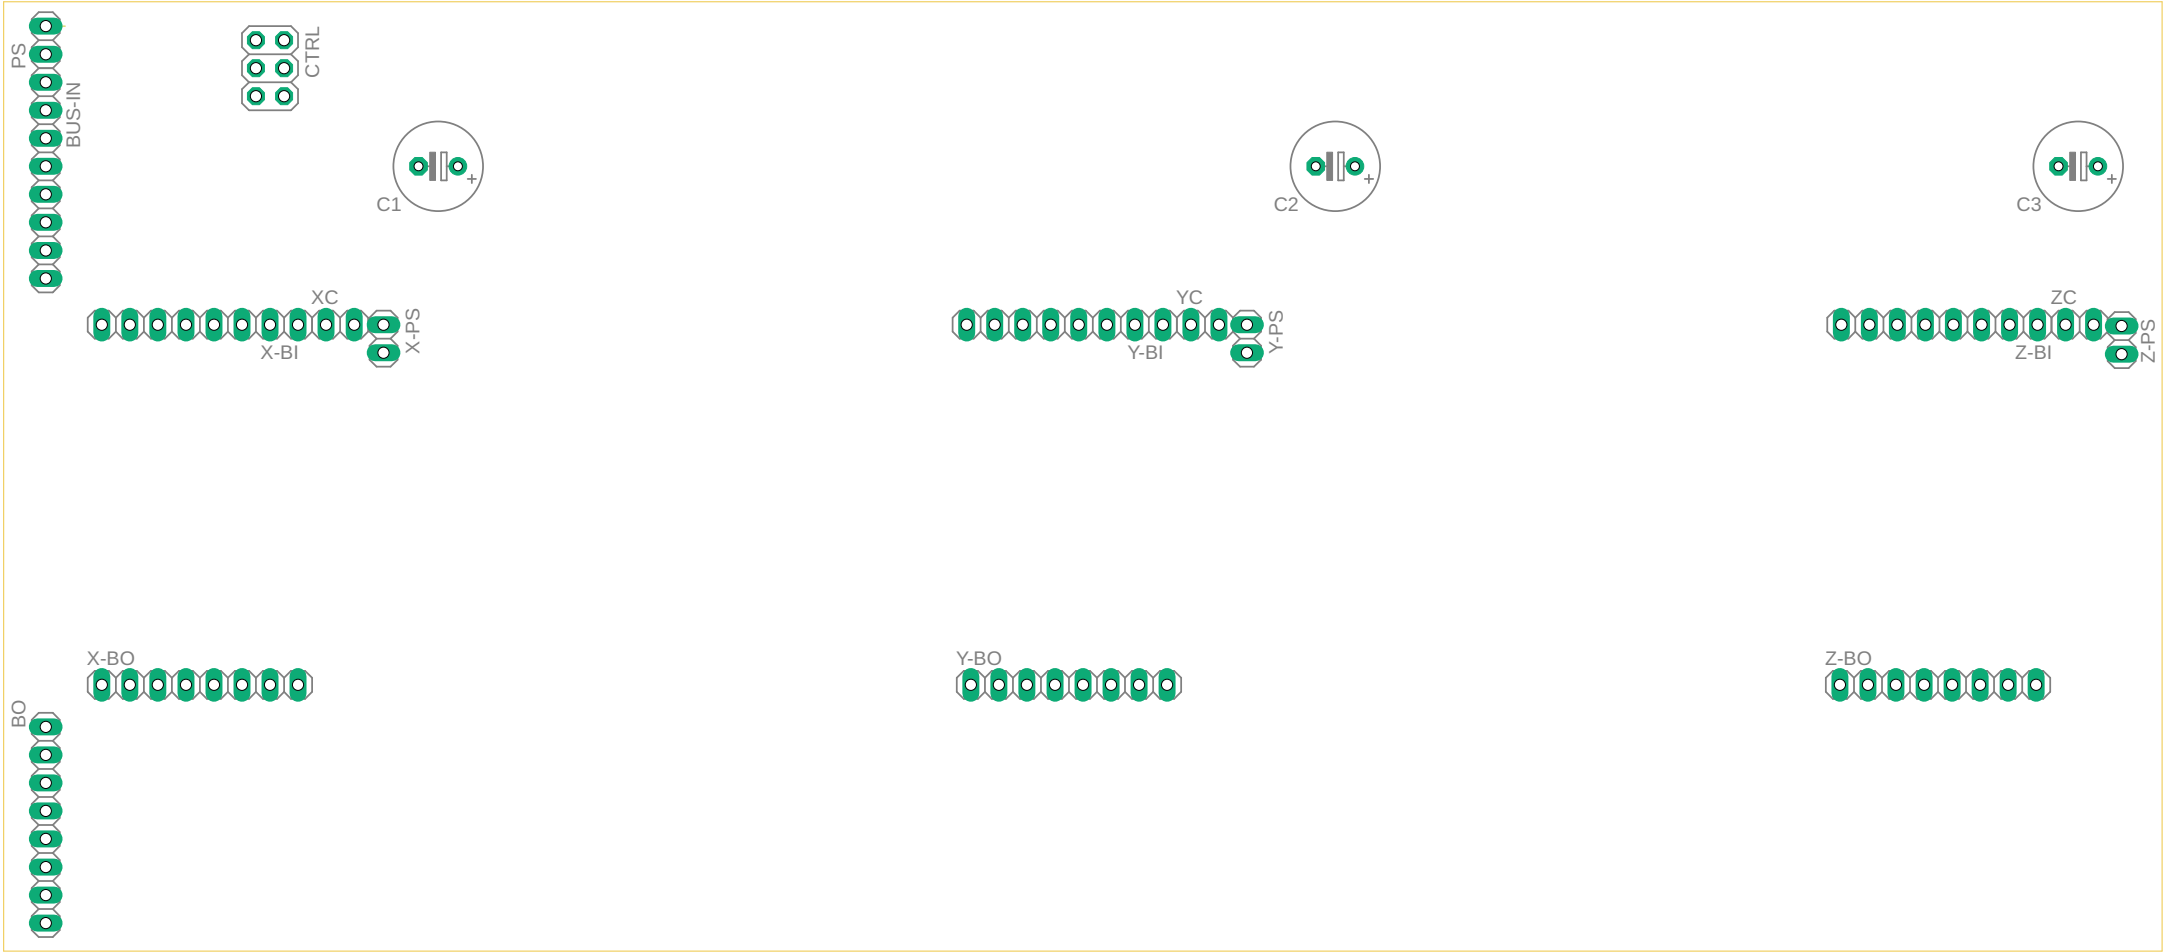 PS
BUS-IN
CTRL
C1
+
C2
+
C3
+
XC
X-BI
X-PS
YC
Y-BI
Y-PS
ZC
Z-BI
Z-PS
X-BO
Y-BO
Z-BO
BO